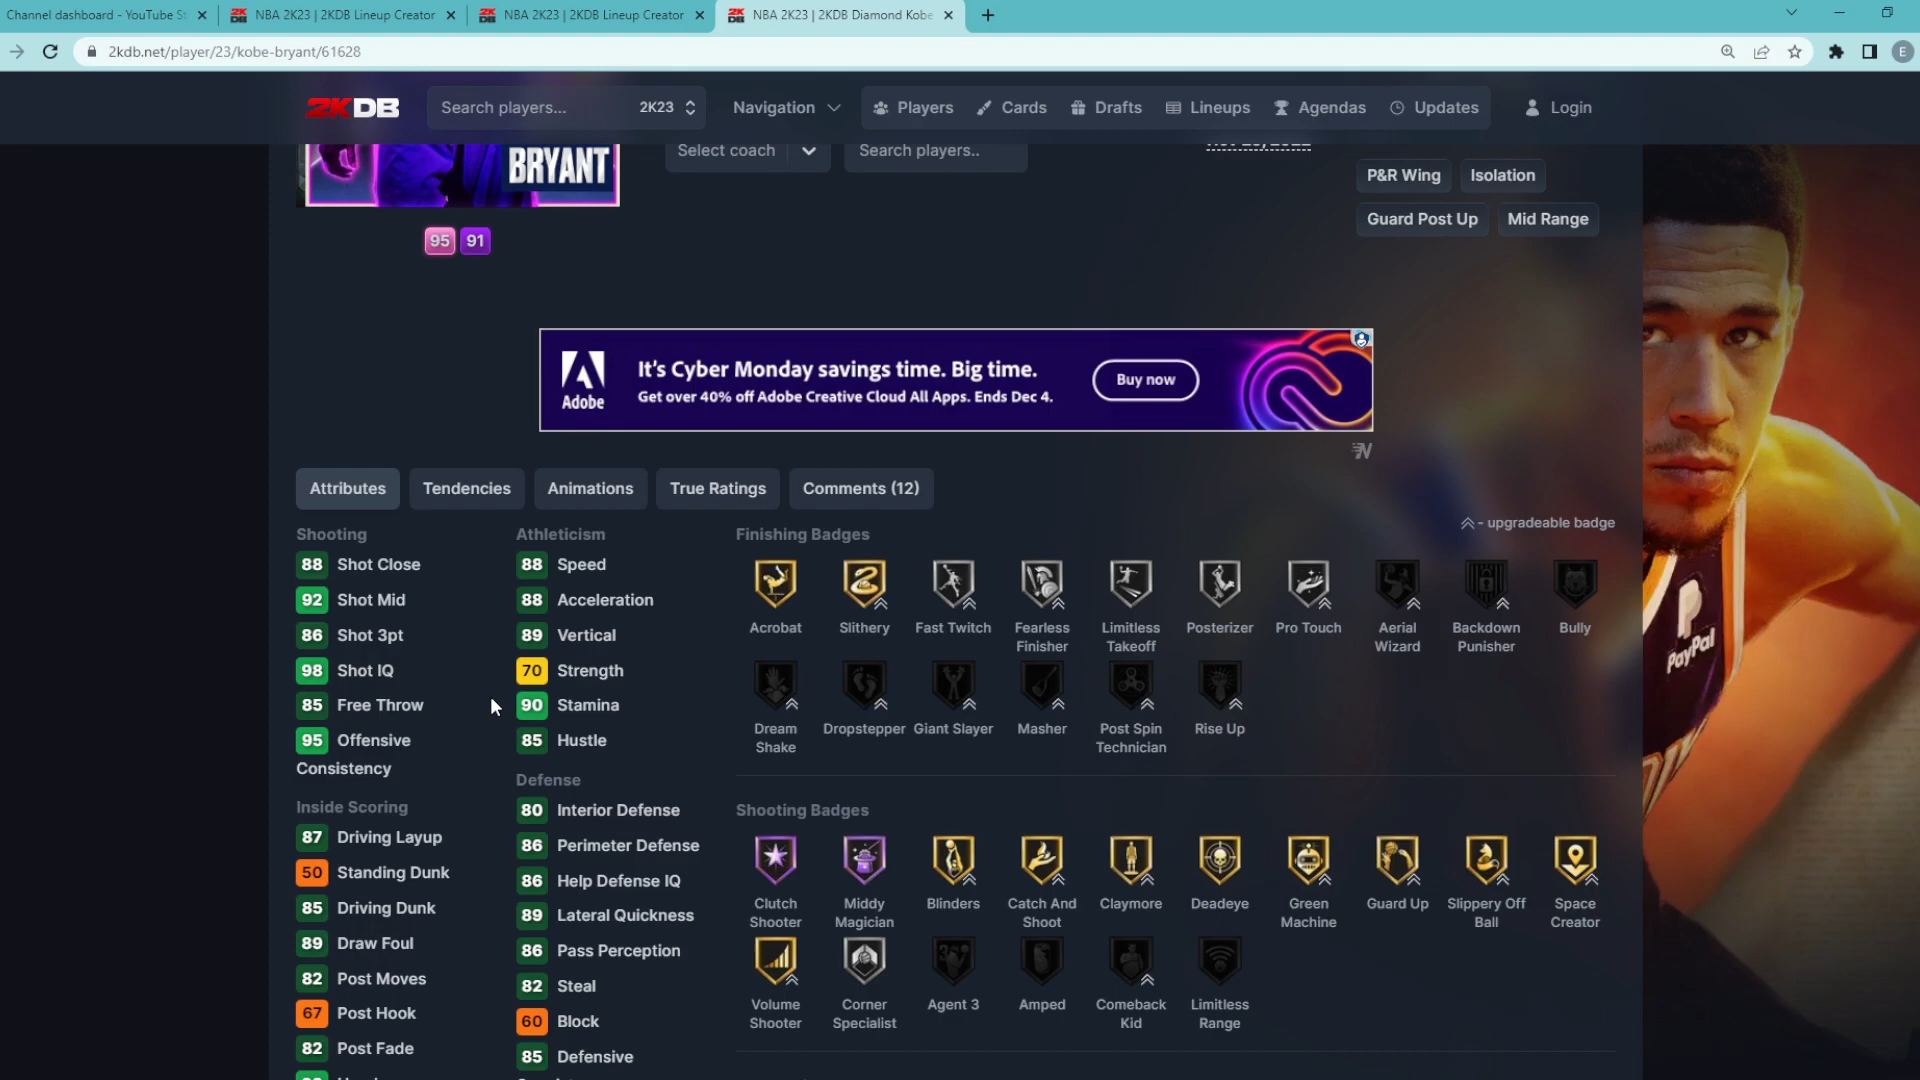 Channel dashboard - YouTube St
NBA 2K23 | 2KDB Lineup Creator
NBA 2K23 | 2KDB Lineup Creator
NBA 2K23 | 2KDB Diamond Kobe
2kdb.net/player/23/kobe-bryant/61628
E
2KDB
Search players...
2K23
Navigation
Players
Cards
Drafts
Lineups
Agendas
Updates
Login
BRYANT
Select coach
Search players..
P&R Wing
Isolation
Guard Post Up
Mid Range
95
91
Adobe
It's Cyber Monday savings time. Big time.
Get over 40% off Adobe Creative Cloud All Apps. Ends Dec 4.
Buy now
Attributes
Tendencies
Animations
True Ratings
Comments (12)
- upgradeable badge
Shooting
88 Shot Close
92 Shot Mid
86 Shot 3pt
98 Shot IQ
85 Free Throw
95 Offensive
Consistency
Inside Scoring
87 Driving Layup
50 Standing Dunk
85 Driving Dunk
89 Draw Foul
82 Post Moves
67 Post Hook
82 Post Fade
Athleticism
88 Speed
88 Acceleration
89 Vertical
70 Strength
90 Stamina
85 Hustle
Defense
80 Interior Defense
86 Perimeter Defense
86 Help Defense IQ
89 Lateral Quickness
86 Pass Perception
82 Steal
60 Block
85 Defensive
Finishing Badges
Acrobat
Slithery
Fast Twitch
Fearless
Finisher
Limitless
Takeoff
Posterizer
Pro Touch
Aerial
Wizard
Backdown
Punisher
Bully
Dream
Shake
Dropstepper
Giant Slayer
Masher
Post Spin
Technician
Rise Up
Shooting Badges
Clutch
Shooter
Middy
Magician
Blinders
Catch And
Shoot
Claymore
Deadeye
Green
Machine
Guard Up
Slippery Off
Ball
Space
Creator
Volume
Shooter
Corner
Specialist
Agent 3
Amped
Comeback
Kid
Limitless
Range
PayPal